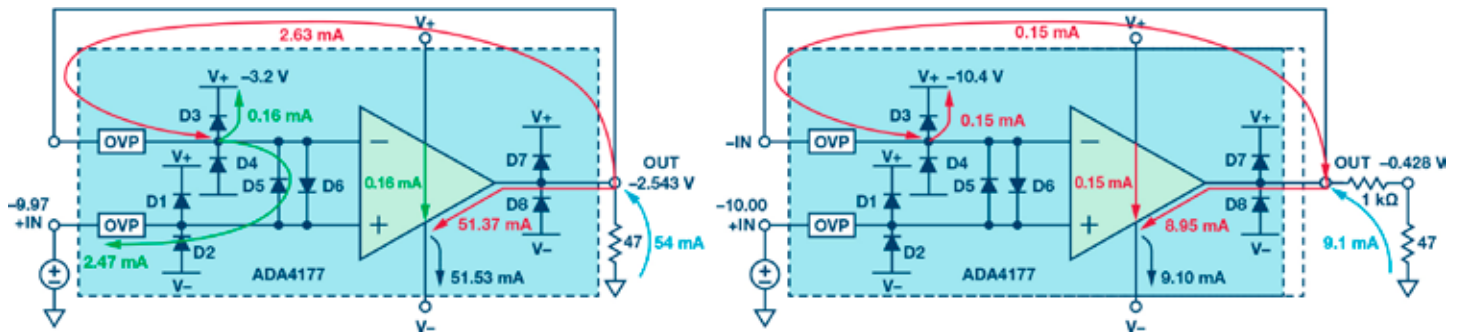 V+
2.63 mA
V+
–3.2 V
D3
0.16 mA
OVP
V+
D4
V+
D7
OUT
–2.543 V
D1
D5
D6
0.16 mA
–9.97
+IN
OVP
D8
51.37 mA
D2
V–
47
54 mA
2.47 mA
ADA4177
51.53 mA
V–
V–
V+
0.15 mA
V+
–10.4 V
D3
0.15 mA
–IN
OVP
V+
D4
V+
D7
OUT
–0.428 V
D1
D5
D6
0.15 mA
1 kΩ
–10.00
+IN
OVP
D8
8.95 mA
D2
V–
47
9.1 mA
ADA4177
9.10 mA
V–
V–